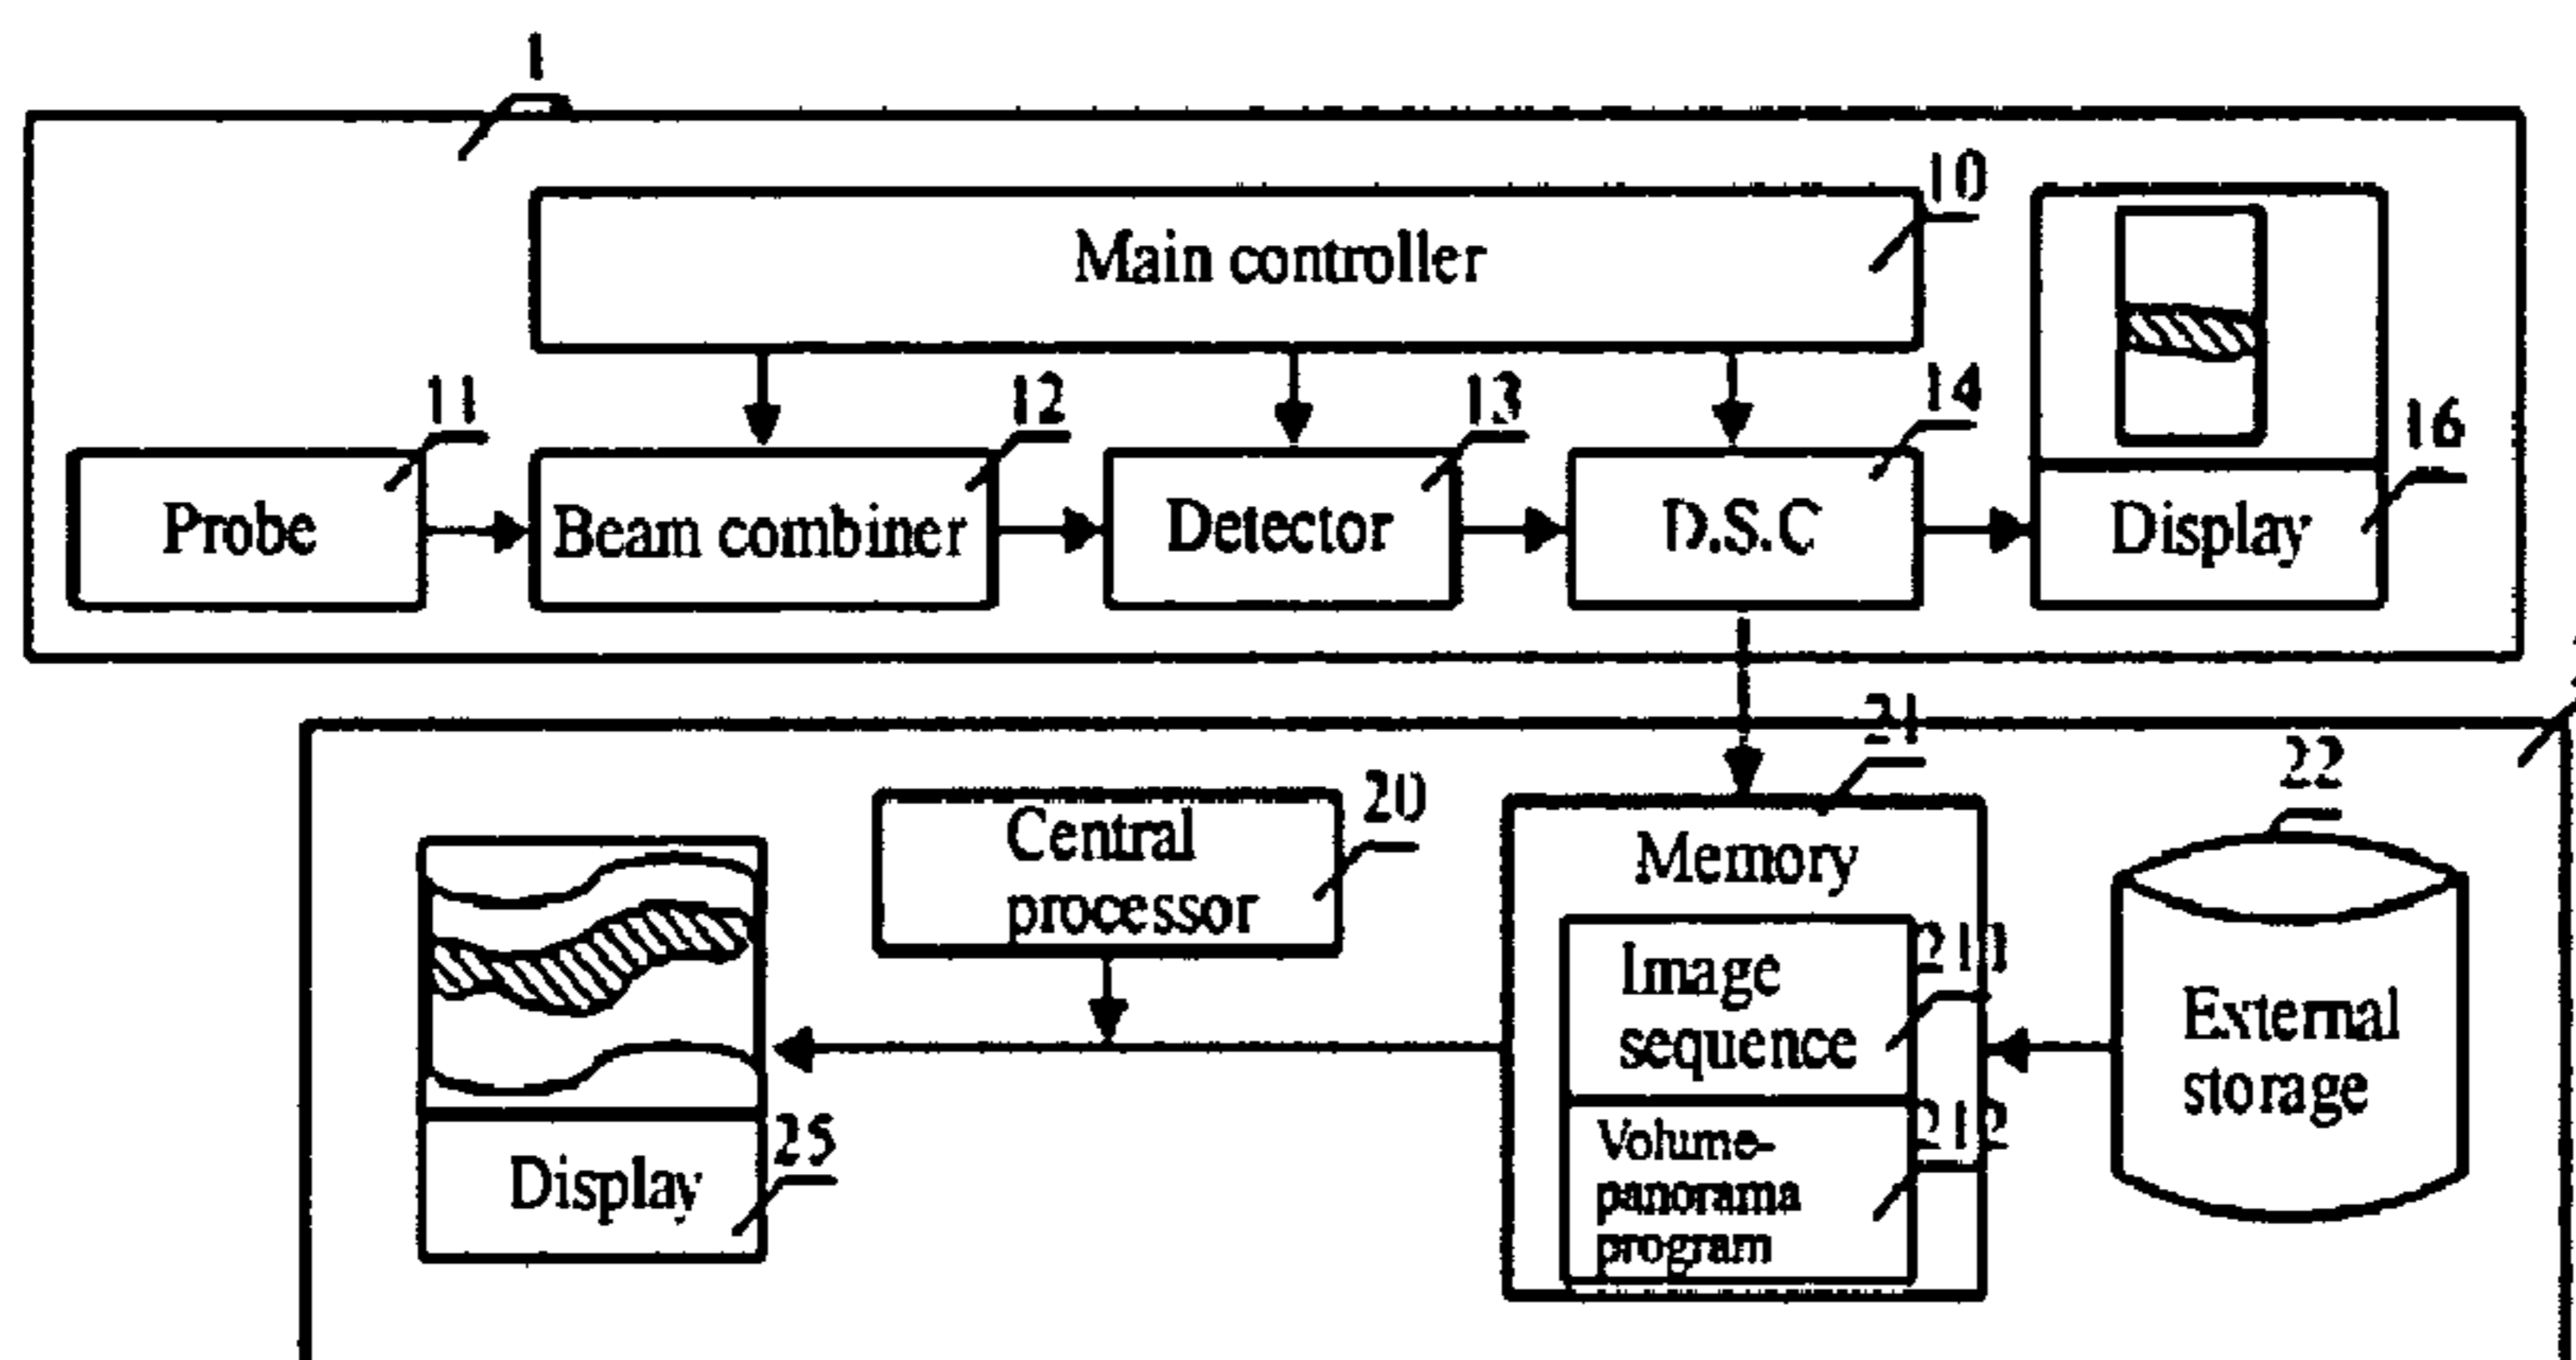 1
10
Main controller
11
12
13
14
16
Probe
Beam combiner
Detector
D.S.C
Display
21
22
20
Central
processor
Memory
Image
sequence
211
External
storage
212
Volume-
panorama
program
25
Display